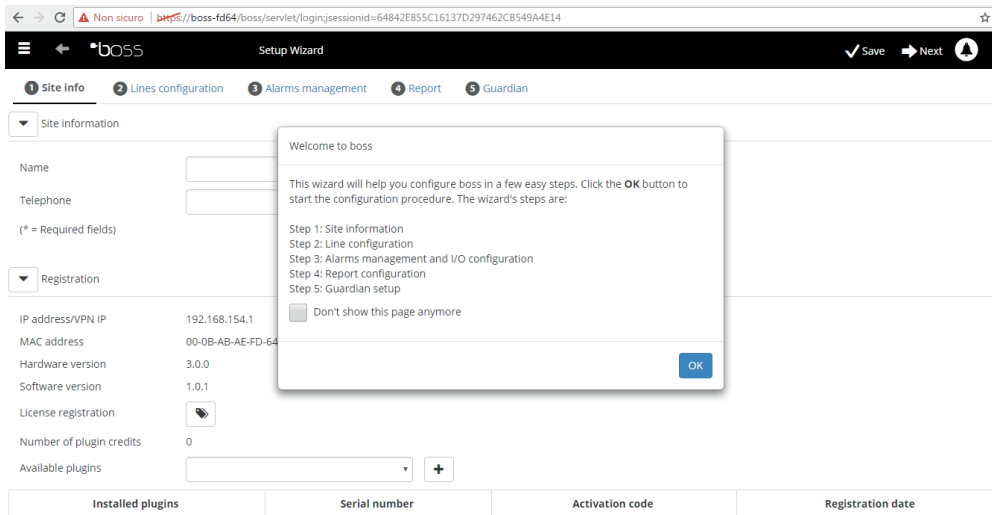 Non sicuro | https://boss-fd64/boss/servlet/login;jsessionid=64842E855C16137D297462CB549A4E14
boss Setup Wizard Save Next
1 Site info 2 Lines configuration 3 Alarms management 4 Report 5 Guardian
Site information
Name
Telephone
(* = Required fields)
Welcome to boss
This wizard will help you configure boss in a few easy steps. Click the OK button to
start the configuration procedure. The wizard's steps are:
Step 1: Site information
Step 2: Line configuration
Step 3: Alarms management and I/O configuration
Step 4: Report configuration
Step 5: Guardian setup
Don't show this page anymore
OK
Registration
IP address/VPN IP 192.168.154.1
MAC address 00-0B-AB-AE-FD-64
Hardware version 3.0.0
Software version 1.0.1
License registration
Number of plugin credits 0
Available plugins
Installed plugins Serial number Activation code Registration date